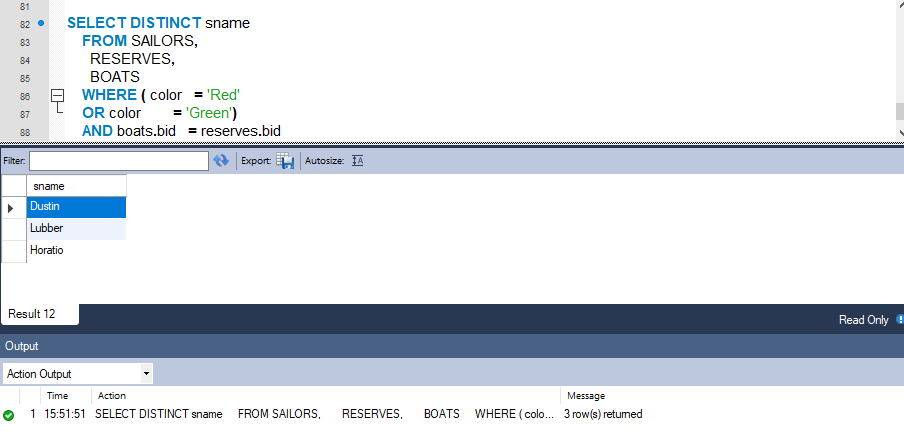 81
82 SELECT DISTINCT sname
83 FROM SAILORS,
84 RESERVES,
85 BOATS
86 WHERE ( color = 'Red'
87 OR color = 'Green')
88 AND boats.bid = reserves.bid
Filter: Export: Autosize:
sname
Dustin
Lubber
Horatio
Result 12
Read Only
Output
Action Output
Time Action Message
1 15:51:51 SELECT DISTINCT sname FROM SAILORS, RESERVES, BOATS WHERE ( colo... 3 row(s) returned